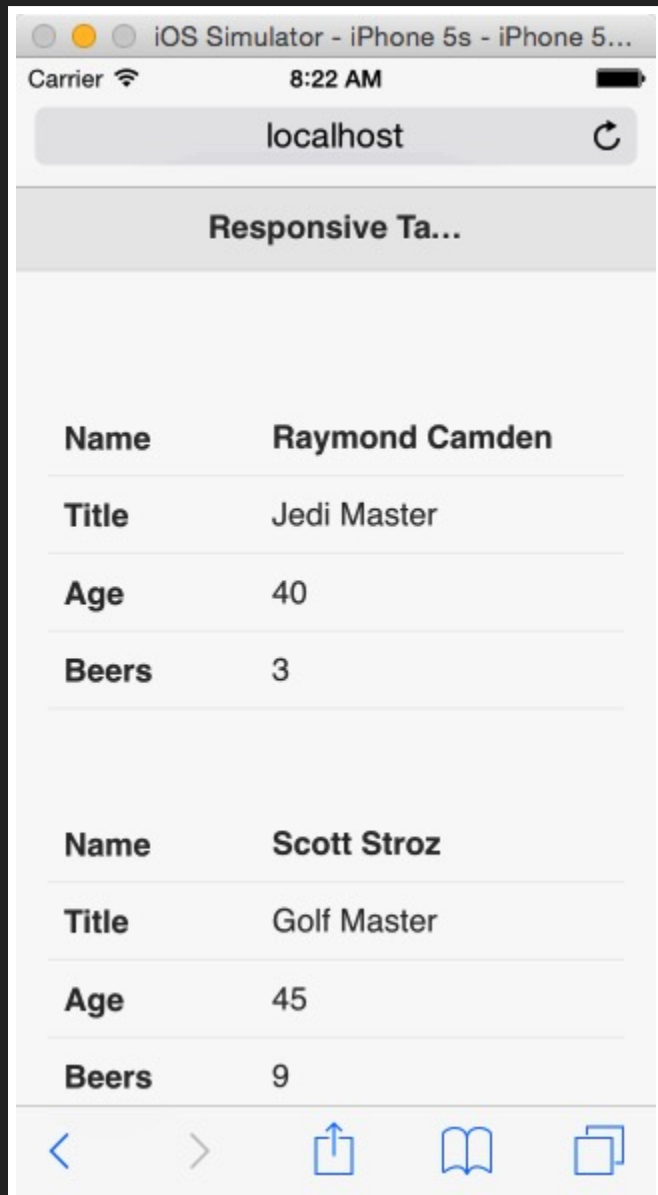 iOS Simulator - iPhone 5s - iPhone 5...
Carrier 8:22 AM
localhost
Responsive Ta...
Name Raymond Camden
Title Jedi Master
Age 40
Beers 3
Name Scott Stroz
Title Golf Master
Age 45
Beers 9